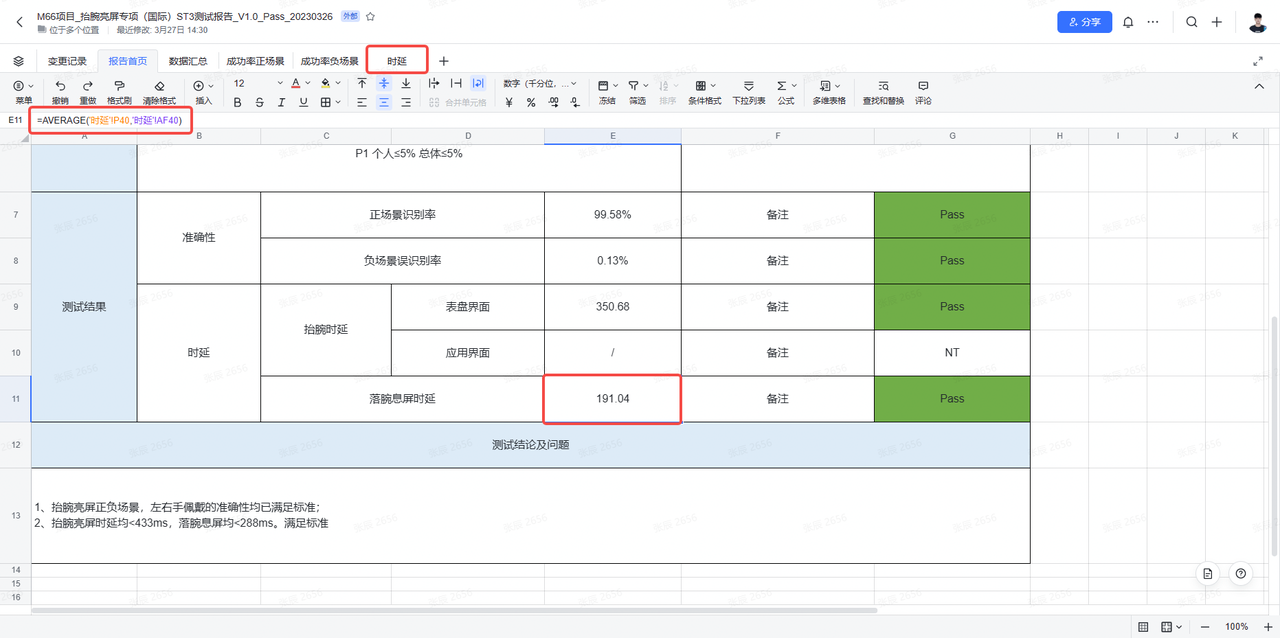 M66项目_抬腕亮屏专项（国际）ST3测试报告_V1.0_Pass_20230326 外部
位于多个位置 最近修改: 3月27日 14:30
分享
变更记录 报告首页 数据汇总 成功率正场景 成功率负场景 时延
菜单 撤销 重做 格式刷 清除格式 插入 12 合并单元格 数字（千分位，... 冻结 筛选 排序 条件格式 下拉列表 公式 多维表格 查找和替换 评论
E11 =AVERAGE('时延'!P40,'时延'!AF40)
A B C D E F G H I J K
P1 个人≤5% 总体≤5%
7 测试结果 准确性 正场景识别率 99.58% 备注 Pass
8 负场景误识别率 0.13% 备注 Pass
9 时延 抬腕时延 表盘界面 350.68 备注 Pass
10 应用界面 / 备注 NT
11 落腕息屏时延 191.04 备注 Pass
12 测试结论及问题
13
1、抬腕亮屏正负场景，左右手佩戴的准确性均已满足标准；
2、抬腕亮屏时延均<433ms，落腕息屏均<288ms。满足标准
14
15
16
100%